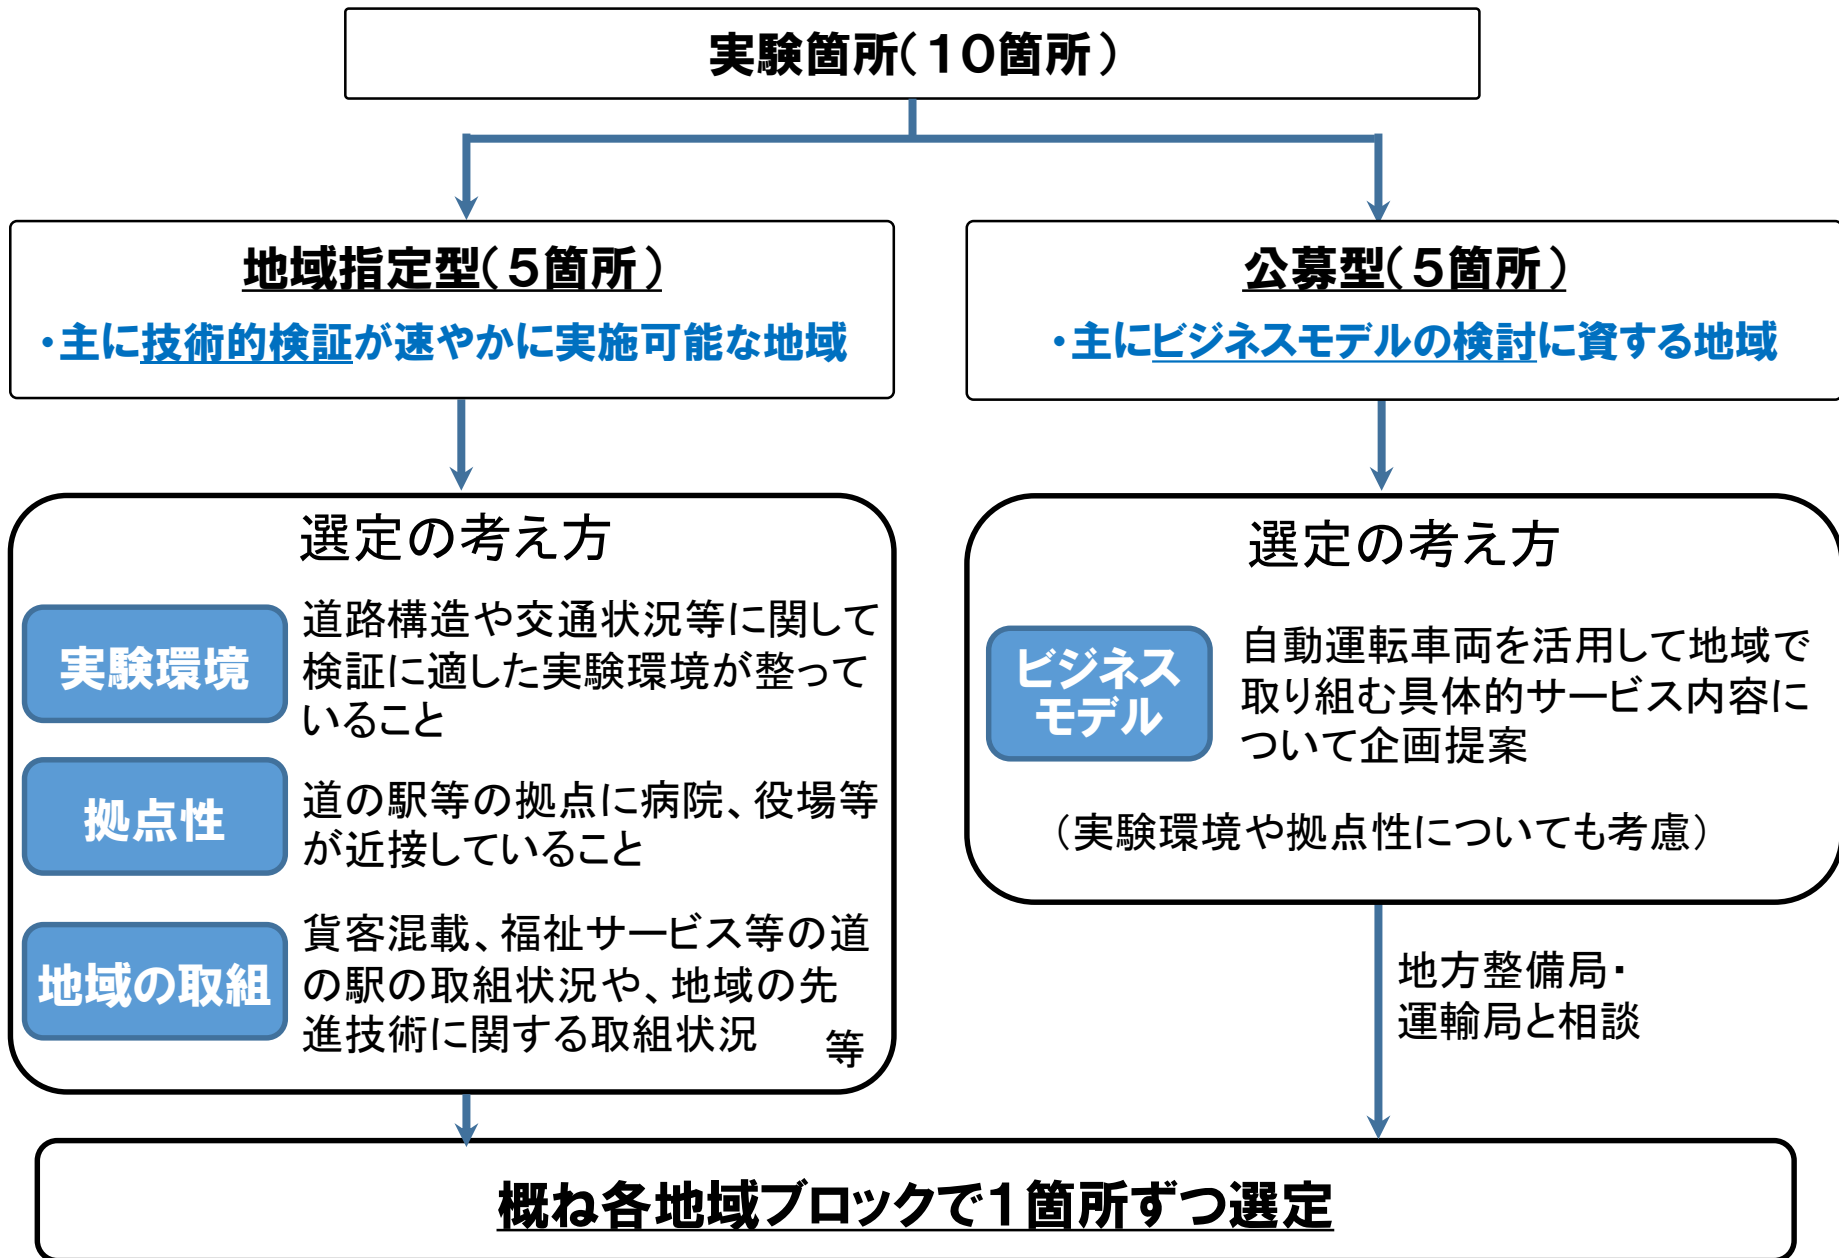 実験箇所(10箇所)
地域指定型(5箇所)
・主に技術的検証が速やかに実施可能な地域
公募型(5箇所)
・主にビジネスモデルの検討に資する地域
選定の考え方
実験環境
道路構造や交通状況等に関して
検証に適した実験環境が整って
いること
拠点性
道の駅等の拠点に病院、役場等
が近接していること
地域の取組
貨客混載、福祉サービス等の道
の駅の取組状況や、地域の先
進技術に関する取組状況 等
選定の考え方
ビジネス
モデル
自動運転車両を活用して地域で
取り組む具体的サービス内容に
ついて企画提案
(実験環境や拠点性についても考慮)
地方整備局・
運輸局と相談
概ね各地域ブロックで1箇所ずつ選定